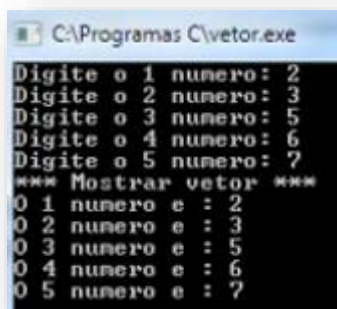 C:\Programas C\vetor.exe
Digite o 1 numero: 2
Digite o 2 numero: 3
Digite o 3 numero: 5
Digite o 4 numero: 6
Digite o 5 numero: 7
*** Mostrar vetor ***
O 1 numero e : 2
O 2 numero e : 3
O 3 numero e : 5
O 4 numero e : 6
O 5 numero e : 7